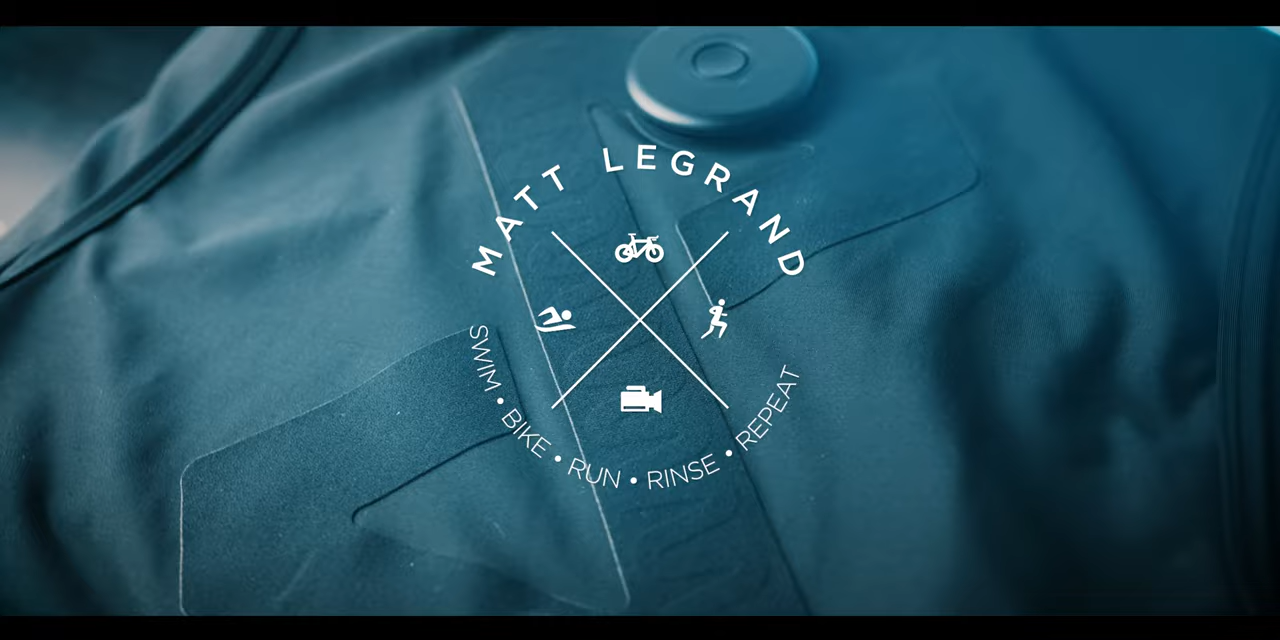 MATT LEGRAND
SWIM • BIKE • RUN • RINSE • REPEAT